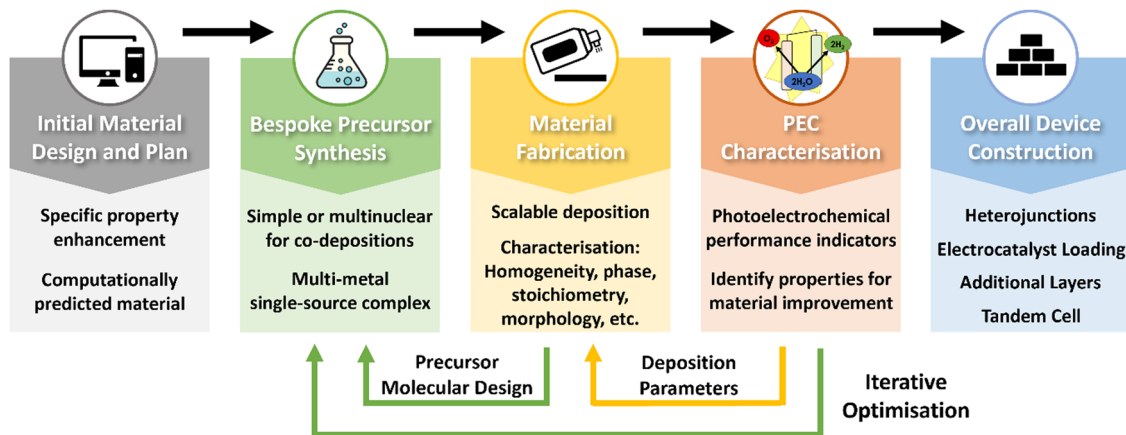 Initial Material
Design and Plan
Specific property
enhancement
Computationally
predicted material
Bespoke Precursor
Synthesis
Simple or multinuclear
for co-depositions
Multi-metal
single-source complex
Material
Fabrication
Scalable deposition
Characterisation:
Homogeneity, phase,
stoichiometry,
morphology, etc.
O₂
2H₂
2H₂O
PEC
Characterisation
Photoelectrochemical
performance indicators
Identify properties for
material improvement
Overall Device
Construction
Heterojunctions
Electrocatalyst Loading
Additional Layers
Tandem Cell
Precursor
Molecular Design
Deposition
Parameters
Iterative
Optimisation